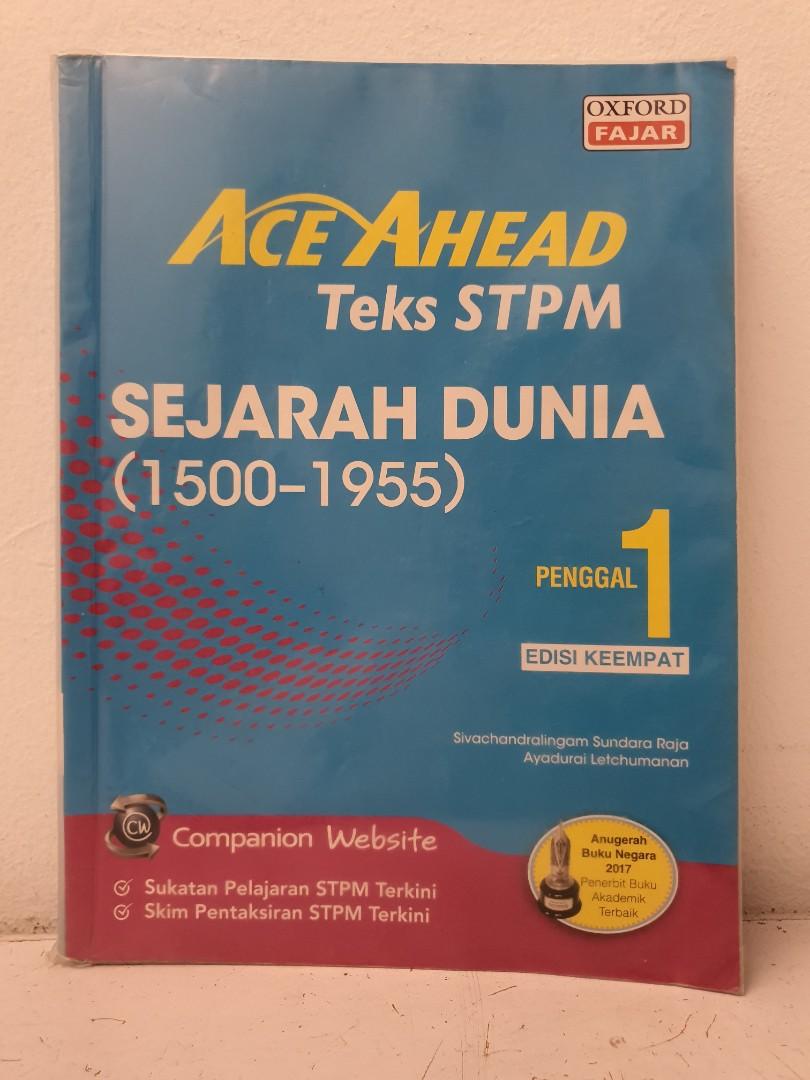 OXFORD
FAJAR
ACE AHEAD
Teks STPM
SEJARAH DUNIA
(1500–1955)
PENGGAL 1
EDISI KEEMPAT
Sivachandralingam Sundara Raja
Ayadurai Letchumanan
CW Companion Website
Sukatan Pelajaran STPM Terkini
Skim Pentaksiran STPM Terkini
Anugerah
Buku Negara
2017
Penerbit Buku
Akademik
Terbaik